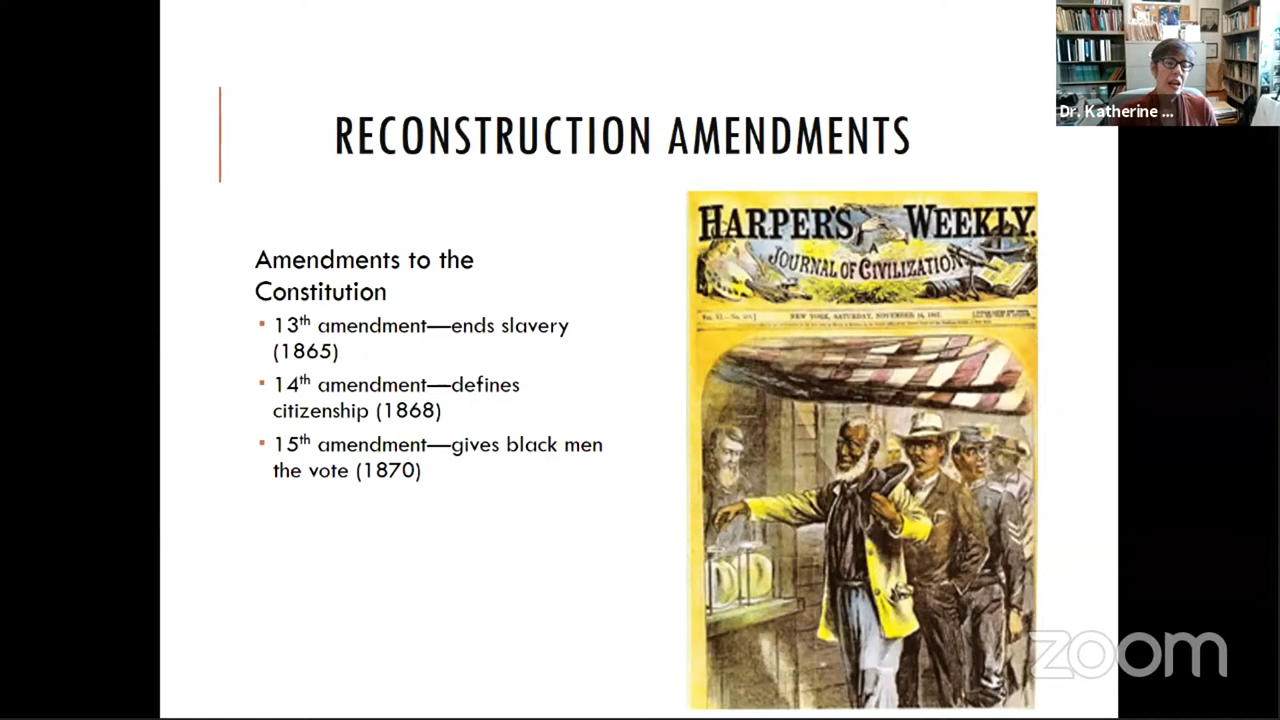 RECONSTRUCTION AMENDMENTS
Dr. Katherine ...
Amendments to the
Constitution
13th amendment—ends slavery
(1865)
14th amendment—defines
citizenship (1868)
15th amendment—gives black men
the vote (1870)
HARPER'S WEEKLY.
A
JOURNAL OF CIVILIZATION
NEW YORK, SATURDAY, NOVEMBER 16, 1867.
zoom